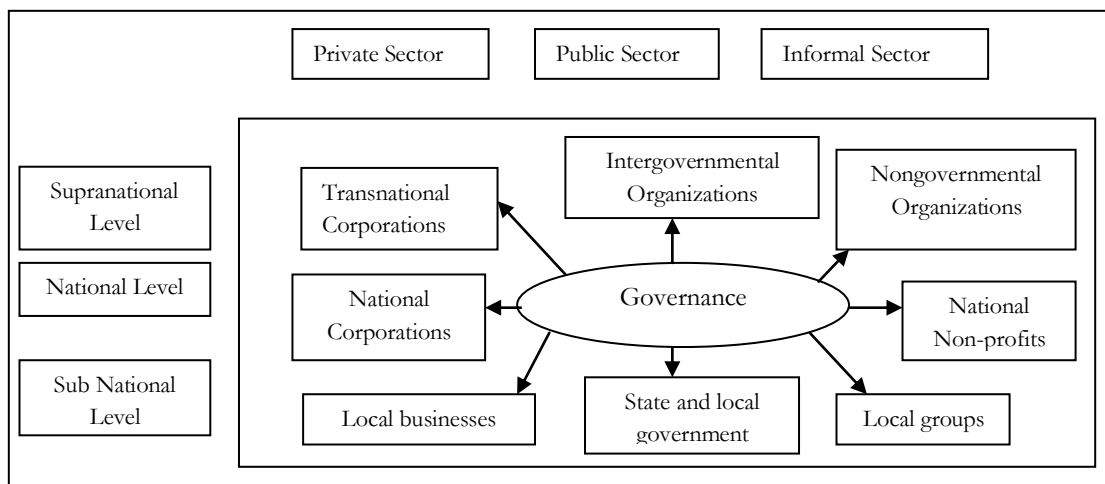 Private Sector
Public Sector
Informal Sector
Supranational
Level
Transnational
Corporations
Intergovernmental
Organizations
Nongovernmental
Organizations
National Level
National
Corporations
Governance
National
Non-profits
Sub National
Level
Local businesses
State and local
government
Local groups